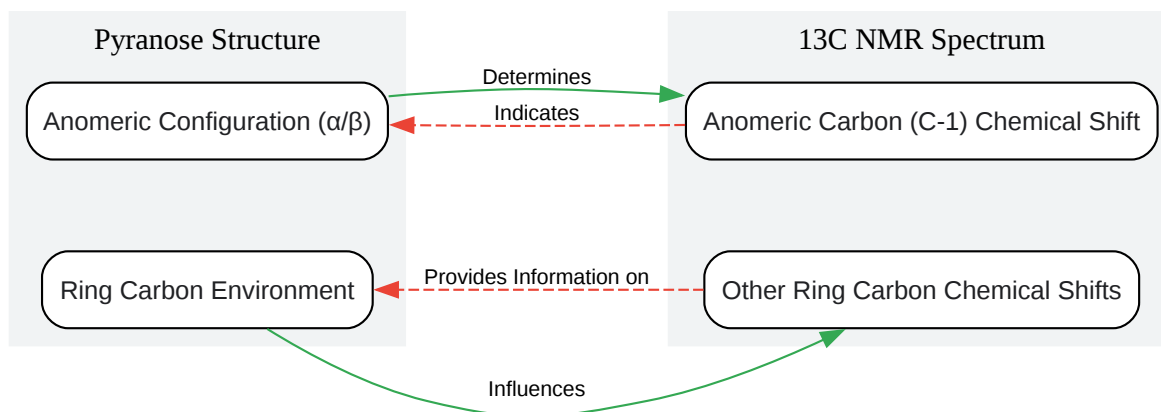 Pyranose Structure
13C NMR Spectrum
Determines
Anomeric Configuration (α/β)
Indicates
Anomeric Carbon (C-1) Chemical Shift
Provides Information on
Ring Carbon Environment
Other Ring Carbon Chemical Shifts
Influences